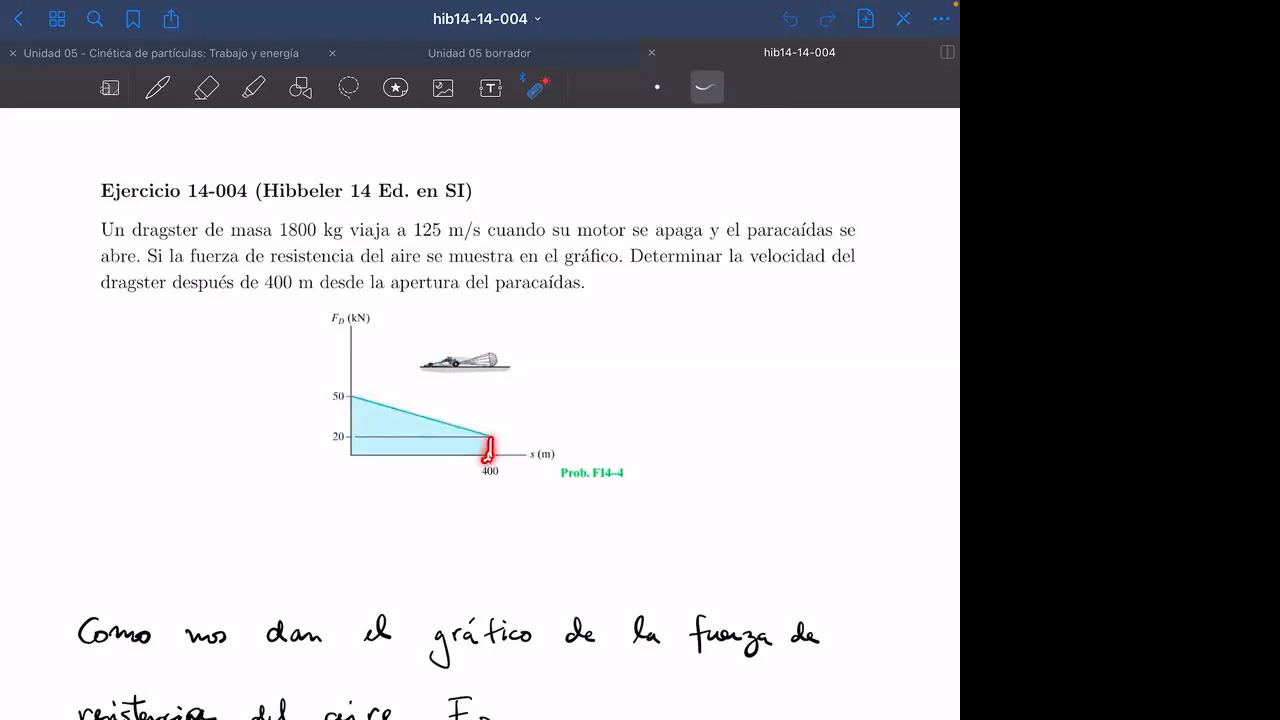 hib14-14-004
Unidad 05 - Cinética de partículas: Trabajo y energía
Unidad 05 borrador
hib14-14-004
Ejercicio 14-004 (Hibbeler 14 Ed. en SI)
Un dragster de masa 1800 kg viaja a 125 m/s cuando su motor se apaga y el paracaídas se
abre. Si la fuerza de resistencia del aire se muestra en el gráfico. Determinar la velocidad del
dragster después de 400 m desde la apertura del paracaídas.
F_D (kN)
50
20
s (m)
400
Prob. F14–4
Como nos dan el gráfico de la fuerza de
resistencia del aire F_D